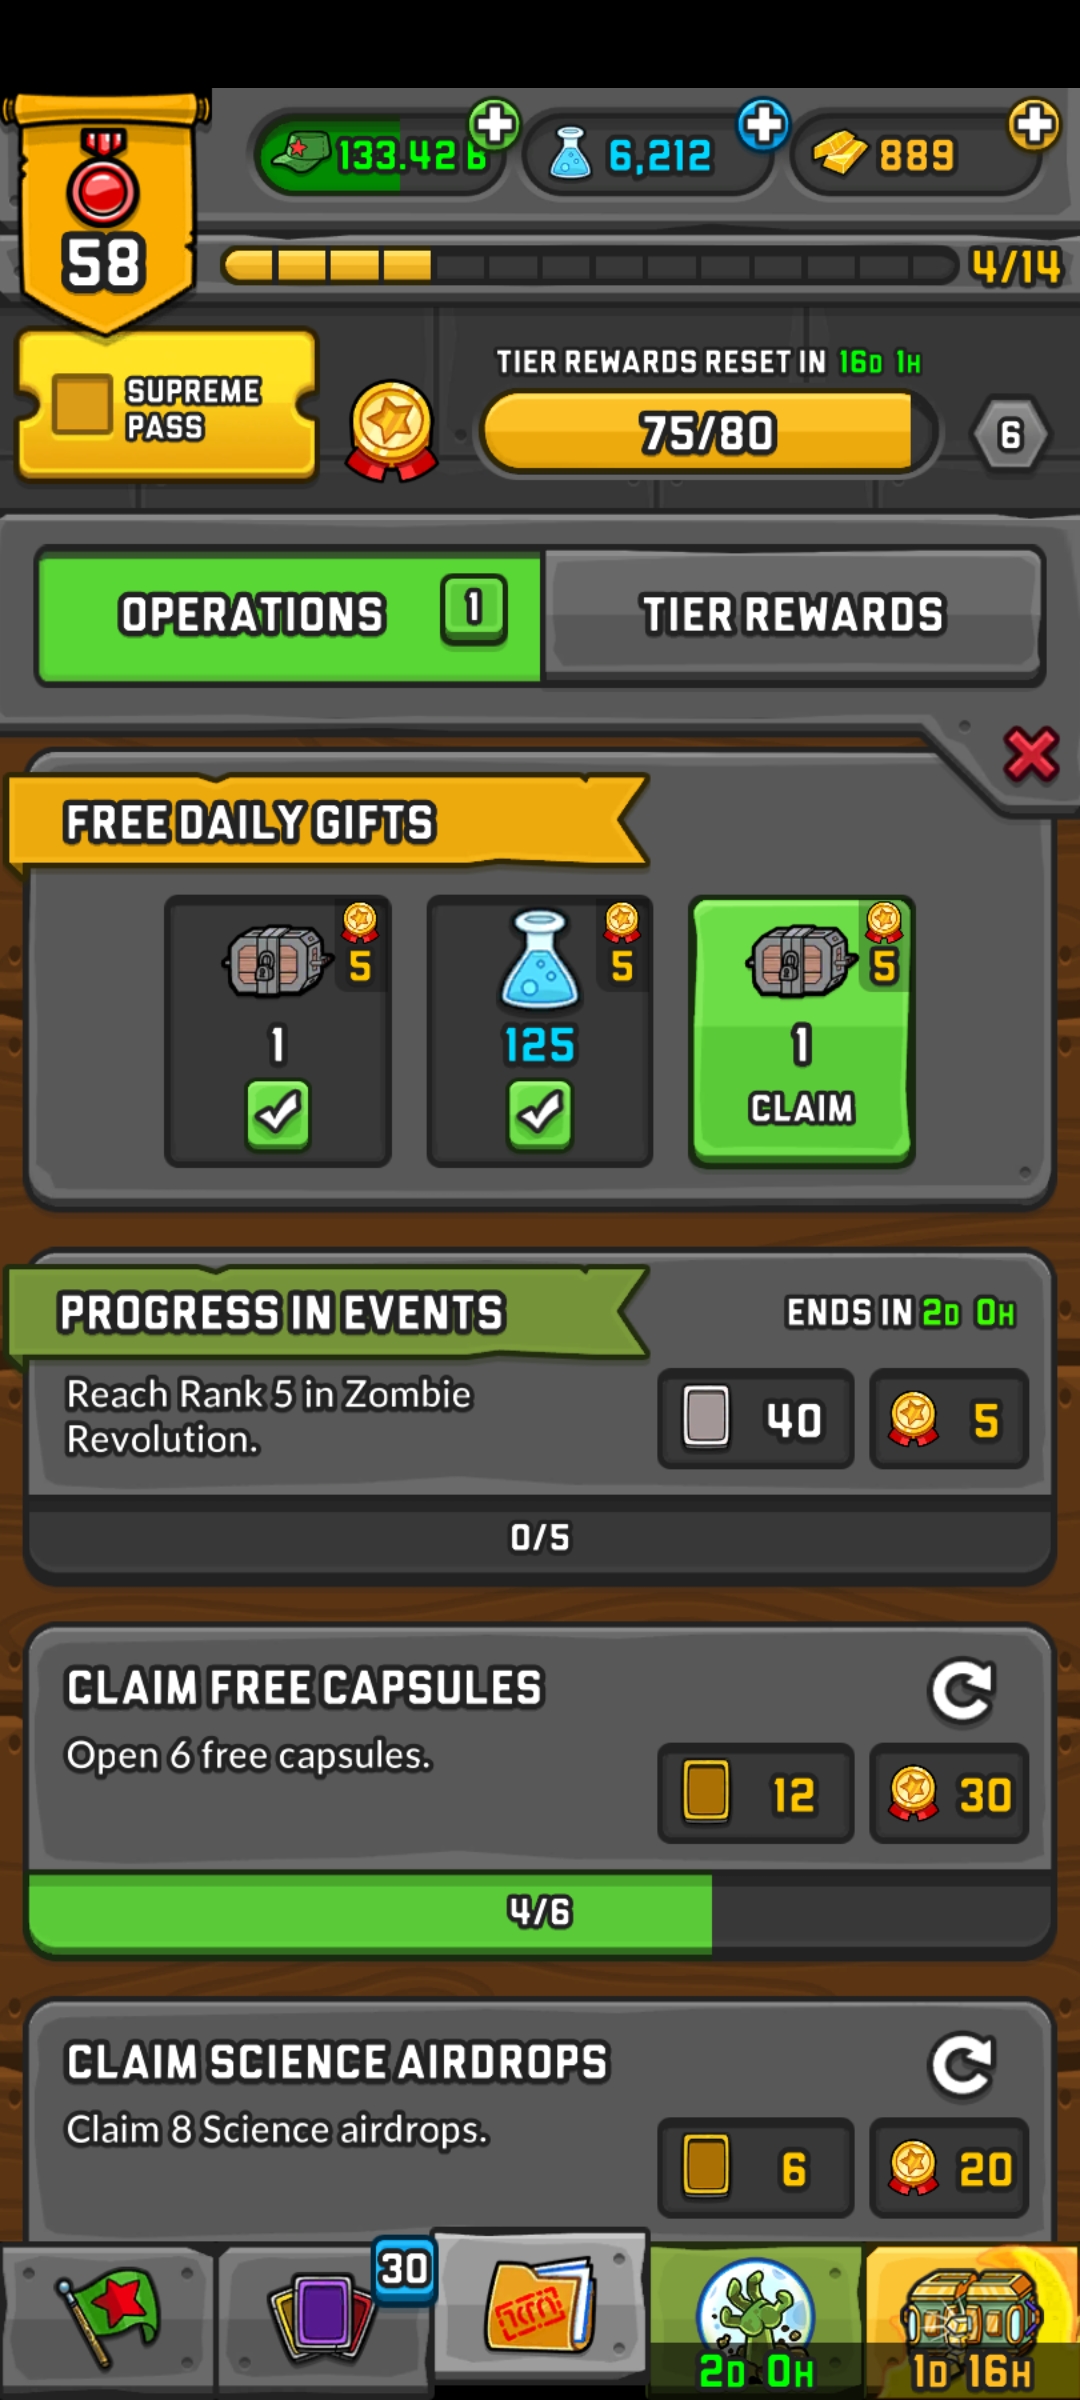 133.42 B
6,212
889
58
4/14
SUPREME
PASS
TIER REWARDS RESET IN 16D 1H
75/80
6
OPERATIONS 1
TIER REWARDS
FREE DAILY GIFTS
5
5
5
1
125
1
CLAIM
PROGRESS IN EVENTS
ENDS IN 2D 0H
Reach Rank 5 in Zombie
Revolution.
40
5
0/5
CLAIM FREE CAPSULES
Open 6 free capsules.
12
30
4/6
CLAIM SCIENCE AIRDROPS
Claim 8 Science airdrops.
6
20
30
2D 0H
1D 16H